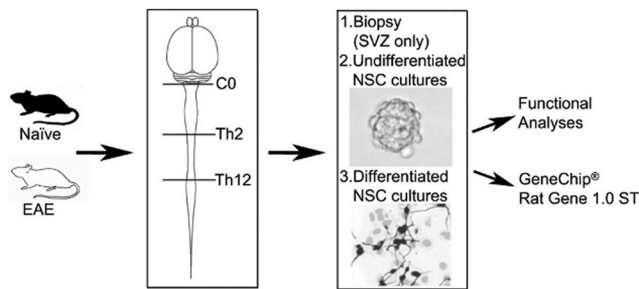 Naïve
EAE
C0
Th2
Th12
1.Biopsy
(SVZ only)
2.Undifferentiated
NSC cultures
3.Differentiated
NSC cultures
Functional
Analyses
GeneChip®
Rat Gene 1.0 ST